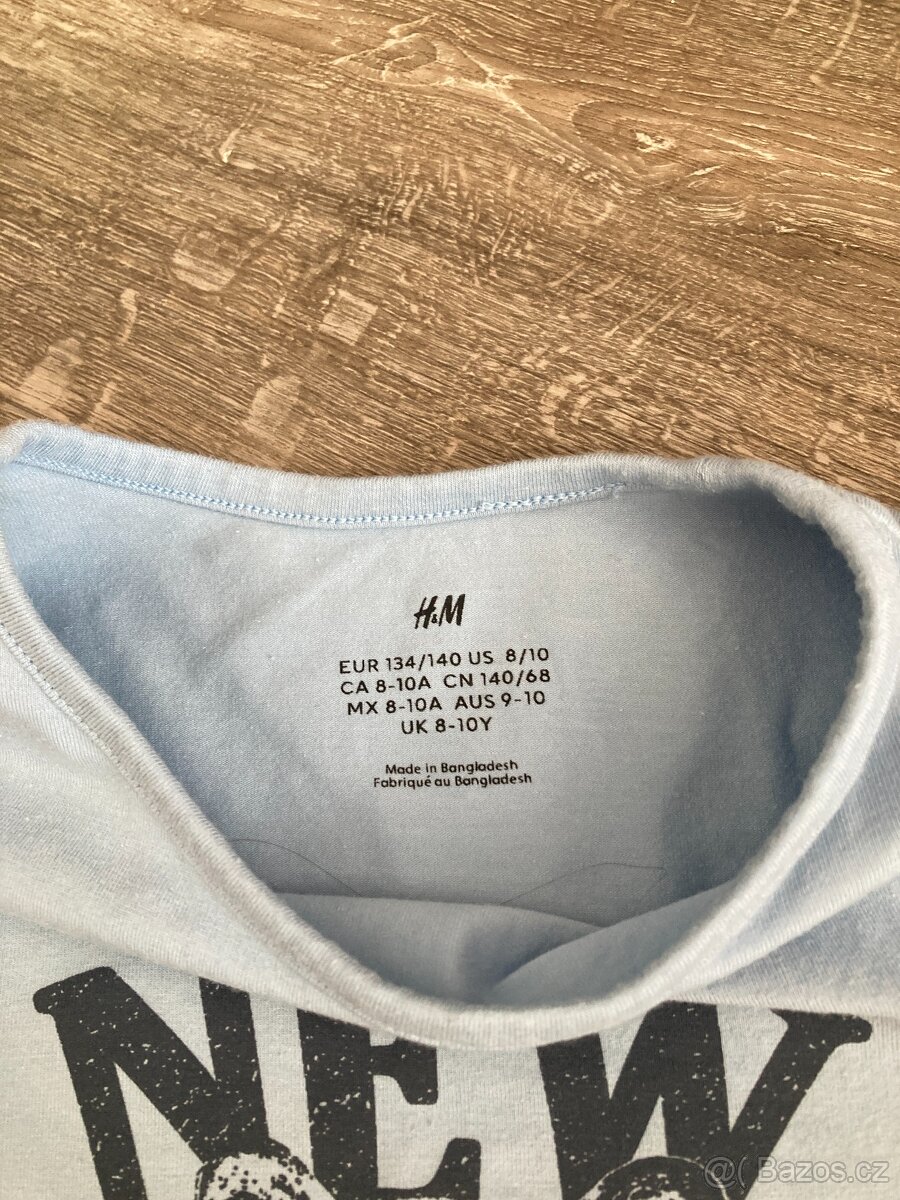 H&M
EUR 134/140 US 8/10
CA 8-10A CN 140/68
MX 8-10A AUS 9-10
UK 8-10Y
Made in Bangladesh
Fabriqué au Bangladesh
NEW
@( Bazos.cz